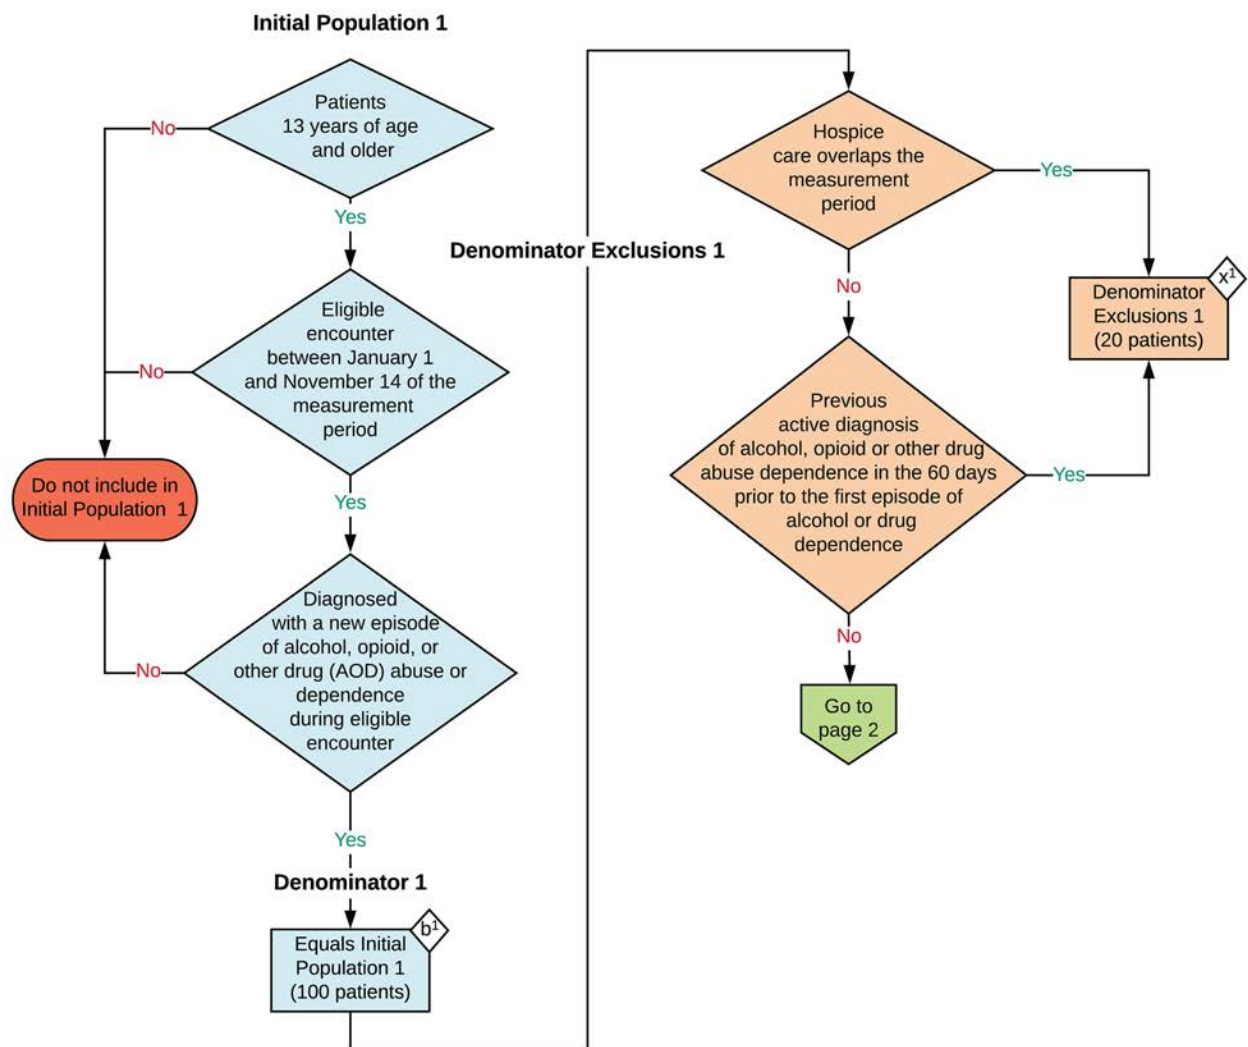 Initial Population 1
Patients
13 years of age
and older
No
Yes
Eligible
encounter
between January 1
and November 14 of the
measurement
period
No
Yes
Do not include in
Initial Population 1
Diagnosed
with a new episode
of alcohol, opioid, or
other drug (AOD) abuse or
dependence
during eligible
encounter
No
Yes
Denominator 1
b¹
Equals Initial
Population 1
(100 patients)
Denominator Exclusions 1
Hospice
care overlaps the
measurement
period
Yes
No
x¹
Denominator
Exclusions 1
(20 patients)
Previous
active diagnosis
of alcohol, opioid or other drug
abuse dependence in the 60 days
prior to the first episode of
alcohol or drug
dependence
Yes
No
Go to
page 2